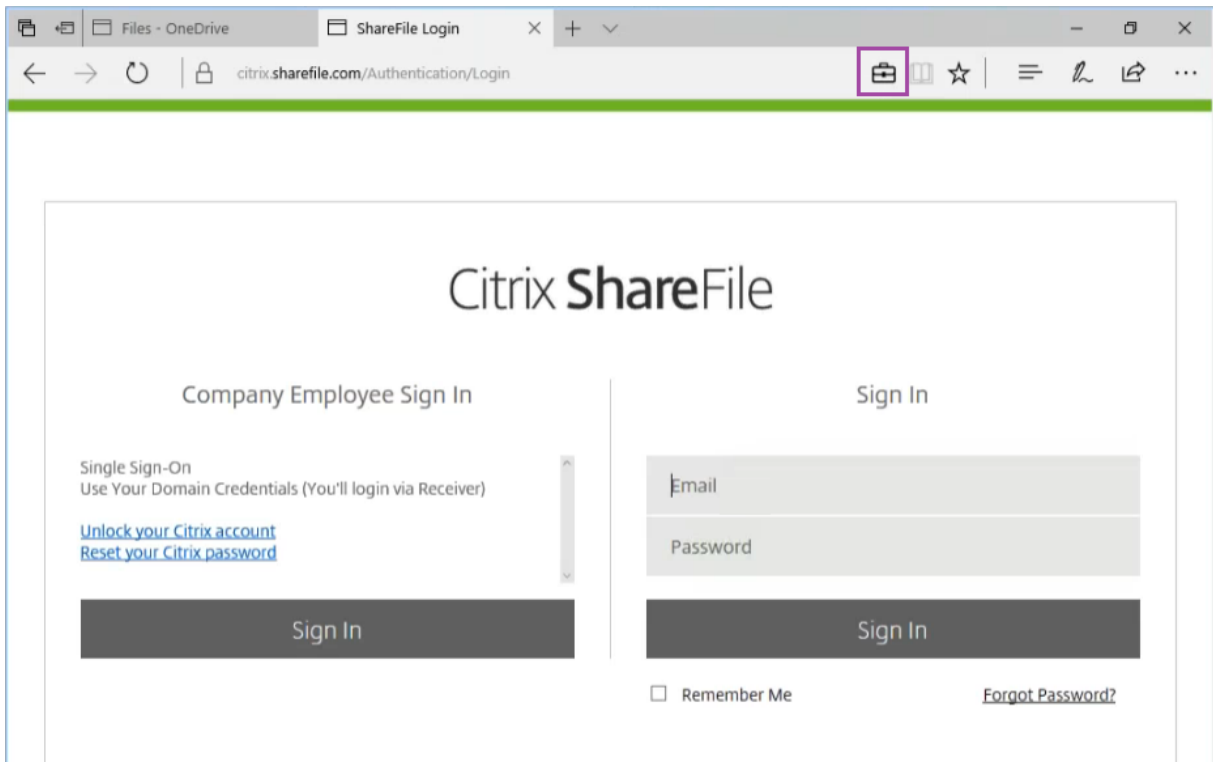 Files - OneDrive
ShareFile Login
citrix.sharefile.com/Authentication/Login
Citrix ShareFile
Company Employee Sign In
Single Sign-On
Use Your Domain Credentials (You'll login via Receiver)
Unlock your Citrix account
Reset your Citrix password
Sign In
Sign In
Email
Password
Sign In
Remember Me
Forgot Password?